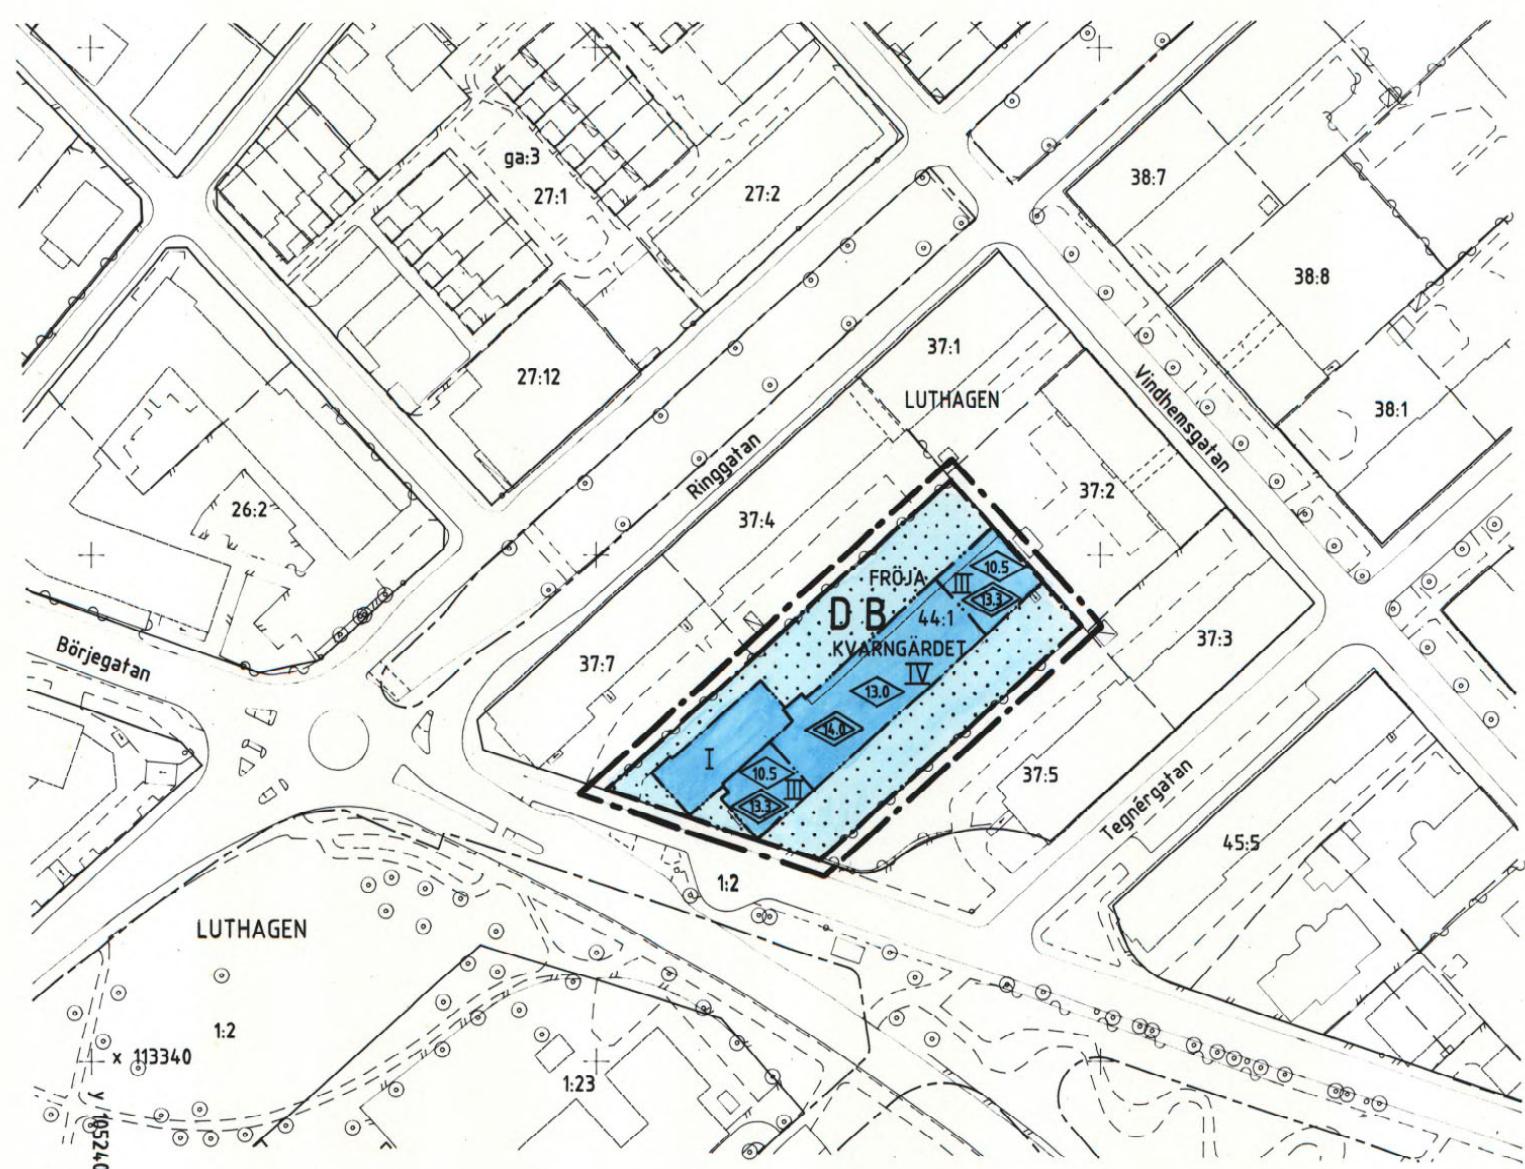 ga:3
27:1
27:2
38:7
38:8
37:1
27:12
LUTHAGEN
Vindhemsgatan
38:1
Ringgatan
26:2
37:4
37:2
10.5
FRÖJA
III
13.3
D B
44:1
KVARNGÄRDET
37:3
Börjegatan
37:7
IV
13.0
14.0
I
10.5
III
13.3
37:5
Tegnérgatan
45:5
1:2
LUTHAGEN
1:2
x 113340
1:23
y 105240